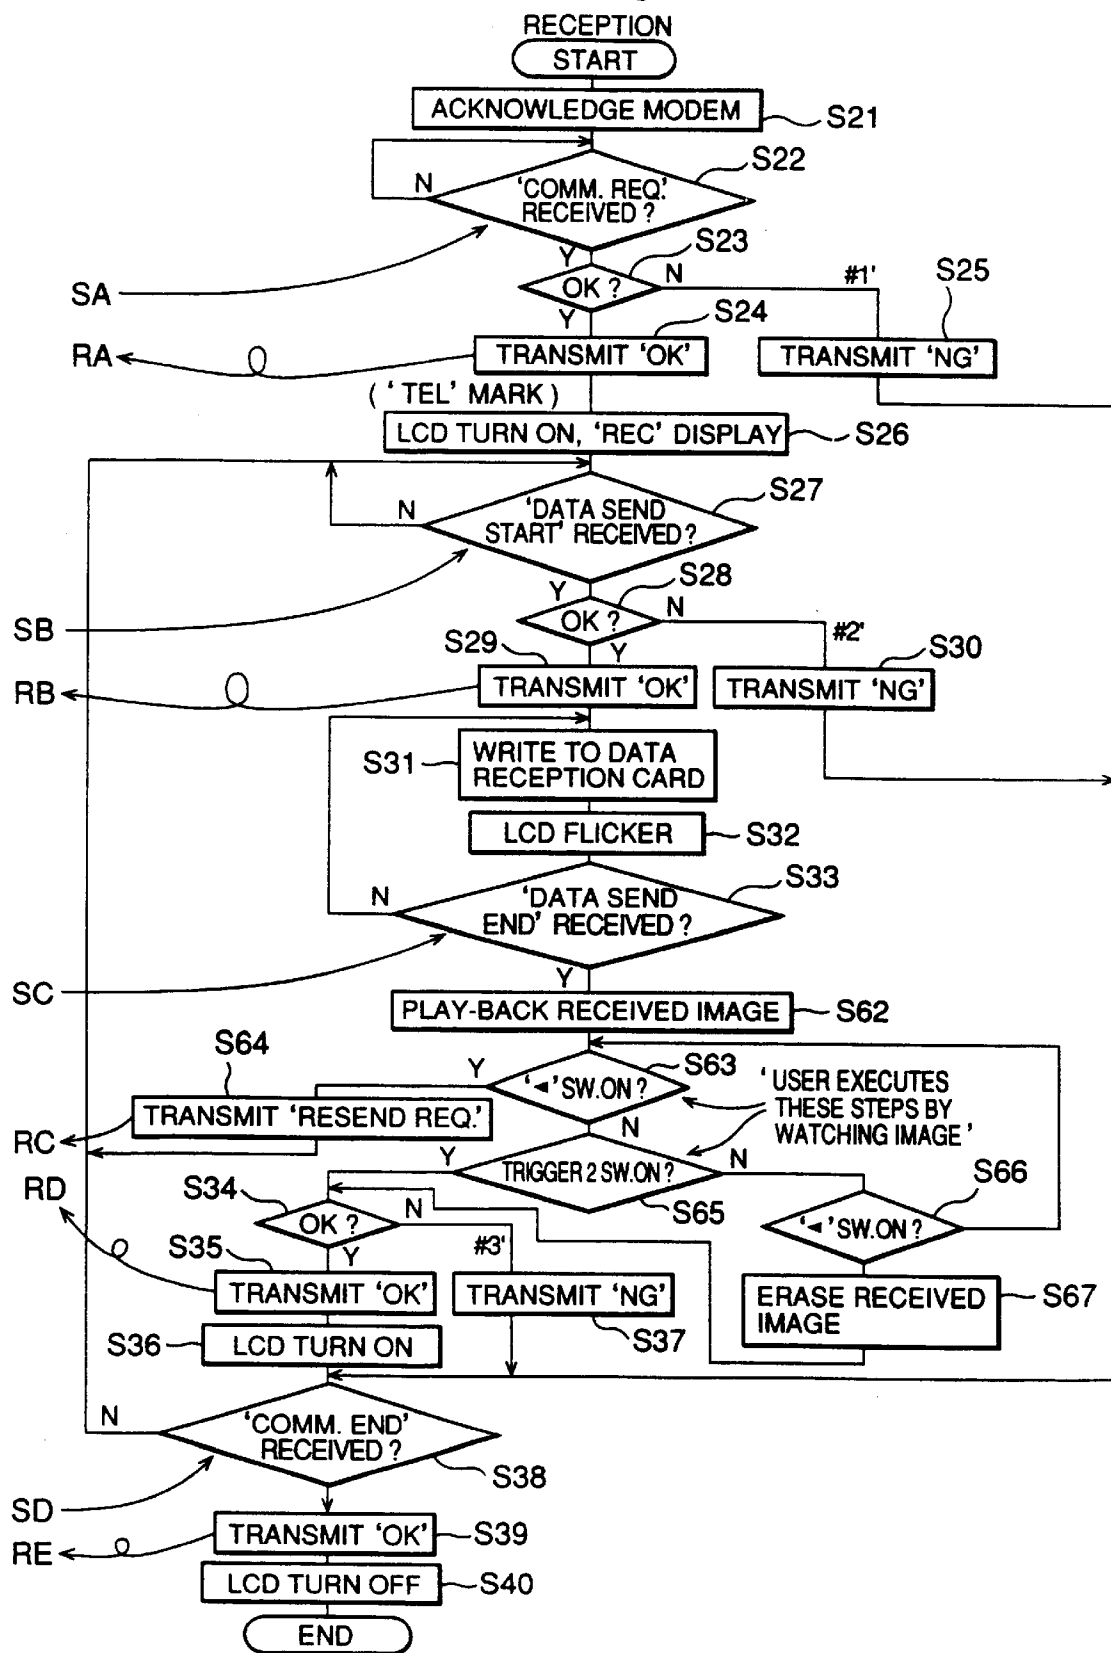 RECEPTION
START
ACKNOWLEDGE MODEM
S21
S22
N
'COMM. REQ.'
RECEIVED ?
S23
Y
SA
OK ?
N
#1'
S25
Y
S24
RA
TRANSMIT 'OK'
TRANSMIT 'NG'
( 'TEL' MARK )
LCD TURN ON, 'REC' DISPLAY
S26
S27
N
'DATA SEND
START' RECEIVED ?
S28
Y
SB
OK ?
N
#2'
S29
Y
S30
RB
TRANSMIT 'OK'
TRANSMIT 'NG'
S31
WRITE TO DATA
RECEPTION CARD
LCD FLICKER
S32
S33
N
'DATA SEND
END' RECEIVED ?
Y
SC
PLAY-BACK RECEIVED IMAGE
S62
S64
Y
S63
'◄' SW.ON ?
'USER EXECUTES
THESE STEPS BY
WATCHING IMAGE'
TRANSMIT 'RESEND REQ.'
RC
N
Y
TRIGGER 2 SW.ON ?
N
S66
RD
S34
S65
OK ?
N
'◄' SW.ON ?
#3'
S35
Y
TRANSMIT 'OK'
TRANSMIT 'NG'
ERASE RECEIVED
IMAGE
S67
S36
LCD TURN ON
S37
N
'COMM. END'
RECEIVED ?
S38
SD
TRANSMIT 'OK'
S39
RE
LCD TURN OFF
S40
END